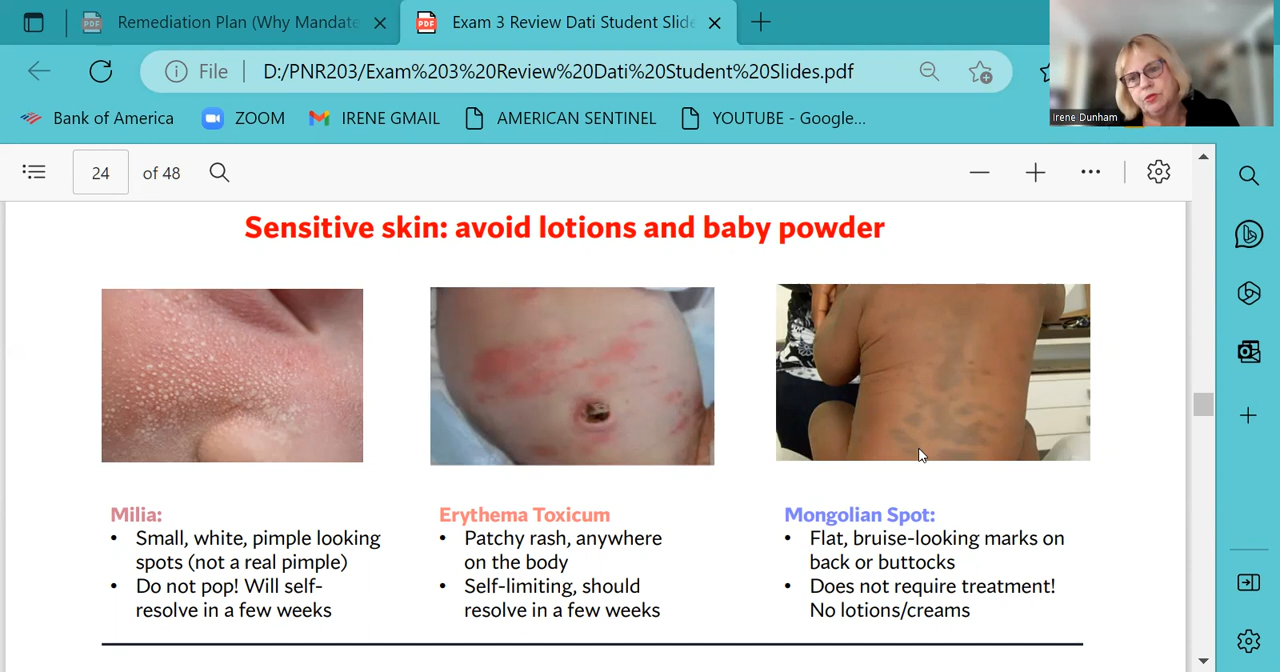 Remediation Plan (Why Mandate
Exam 3 Review Dati Student Slide
File
D:/PNR203/Exam%203%20Review%20Dati%20Student%20Slides.pdf
Bank of America
ZOOM
IRENE GMAIL
AMERICAN SENTINEL
YOUTUBE - Google...
Irene Dunham
24 of 48
Sensitive skin: avoid lotions and baby powder
Milia:
• Small, white, pimple looking
spots (not a real pimple)
• Do not pop! Will self-
resolve in a few weeks
Erythema Toxicum
• Patchy rash, anywhere
on the body
• Self-limiting, should
resolve in a few weeks
Mongolian Spot:
• Flat, bruise-looking marks on
back or buttocks
• Does not require treatment!
No lotions/creams